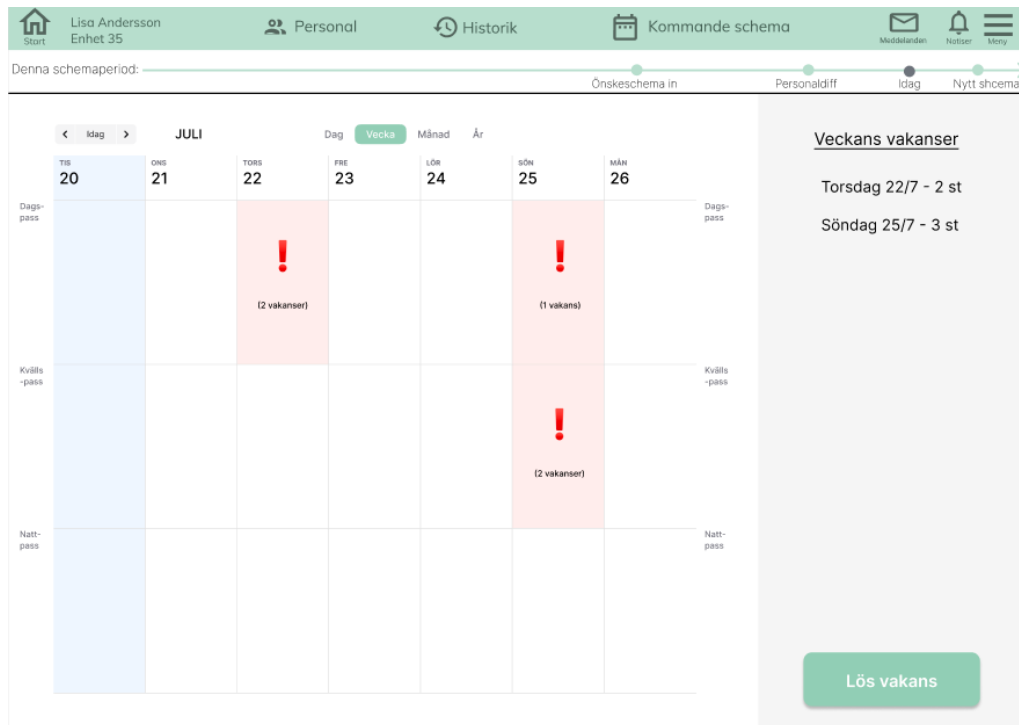 Start
Lisa Andersson
Enhet 35
Personal
Historik
Kommande schema
Meddelanden
Notiser
Meny
Denna schemaperiod:
Önskeschema in
Personaldiff
Idag
Nytt shcema
Idag
JULI
Dag
Vecka
Månad
År
TIS
20
ONS
21
TORS
22
FRE
23
LÖR
24
SÖN
25
MÅN
26
Dags-
pass
(2 vakanser)
(1 vakans)
Dags-
pass
Kvälls
-pass
(2 vakanser)
Kvälls
-pass
Natt-
pass
Natt-
pass
Veckans vakanser
Torsdag 22/7 - 2 st
Söndag 25/7 - 3 st
Lös vakans